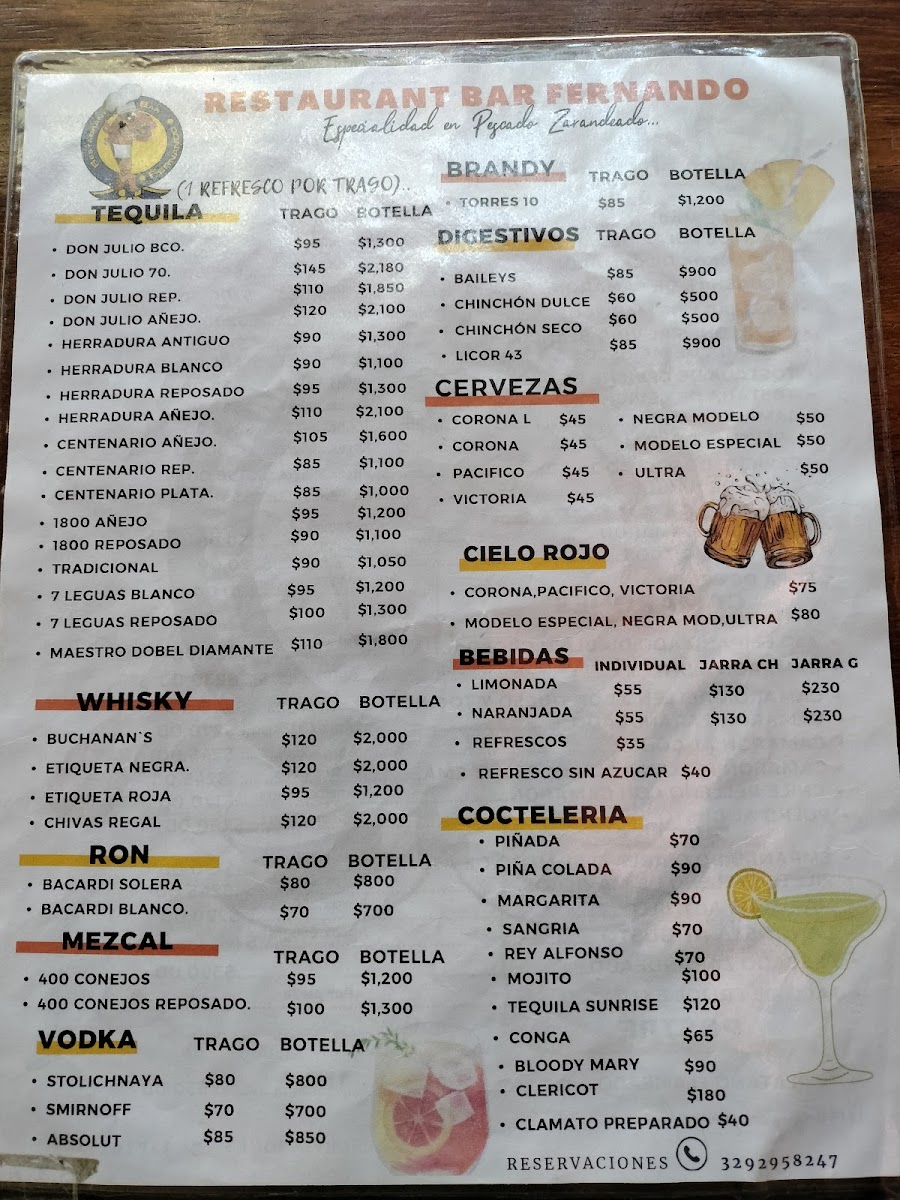 RESTAURANT BAR FERNANDO
Especialidad en Pescado Zarandeado...
(1 REFRESCO POR TRAGO)..
TEQUILA TRAGO BOTELLA
• DON JULIO BCO. $95 $1,300
• DON JULIO 70. $145 $2,180
• DON JULIO REP. $110 $1,850
• DON JULIO AÑEJO. $120 $2,100
• HERRADURA ANTIGUO $90 $1,300
• HERRADURA BLANCO $90 $1,100
• HERRADURA REPOSADO $95 $1,300
• HERRADURA AÑEJO. $110 $2,100
• CENTENARIO AÑEJO. $105 $1,600
• CENTENARIO REP. $85 $1,100
• CENTENARIO PLATA. $85 $1,000
• 1800 AÑEJO $95 $1,200
• 1800 REPOSADO $90 $1,100
• TRADICIONAL $90 $1,050
• 7 LEGUAS BLANCO $95 $1,200
• 7 LEGUAS REPOSADO $100 $1,300
• MAESTRO DOBEL DIAMANTE $110 $1,800
WHISKY TRAGO BOTELLA
• BUCHANAN`S $120 $2,000
• ETIQUETA NEGRA. $120 $2,000
• ETIQUETA ROJA $95 $1,200
• CHIVAS REGAL $120 $2,000
RON TRAGO BOTELLA
• BACARDI SOLERA $80 $800
• BACARDI BLANCO. $70 $700
MEZCAL TRAGO BOTELLA
• 400 CONEJOS $95 $1,200
• 400 CONEJOS REPOSADO. $100 $1,300
VODKA TRAGO BOTELLA
• STOLICHNAYA $80 $800
• SMIRNOFF $70 $700
• ABSOLUT $85 $850
BRANDY TRAGO BOTELLA
• TORRES 10 $85 $1,200
DIGESTIVOS TRAGO BOTELLA
• BAILEYS $85 $900
• CHINCHÓN DULCE $60 $500
• CHINCHÓN SECO $60 $500
• LICOR 43 $85 $900
CERVEZAS
• CORONA L $45 • NEGRA MODELO $50
• CORONA $45 • MODELO ESPECIAL $50
• PACIFICO $45 • ULTRA $50
• VICTORIA $45
CIELO ROJO
• CORONA,PACIFICO, VICTORIA $75
• MODELO ESPECIAL, NEGRA MOD,ULTRA $80
BEBIDAS INDIVIDUAL JARRA CH JARRA G
• LIMONADA $55 $130 $230
• NARANJADA $55 $130 $230
• REFRESCOS $35
• REFRESCO SIN AZUCAR $40
COCTELERIA
• PIÑADA $70
• PIÑA COLADA $90
• MARGARITA $90
• SANGRIA $70
• REY ALFONSO $70
• MOJITO $100
• TEQUILA SUNRISE $120
• CONGA $65
• BLOODY MARY $90
• CLERICOT $180
• CLAMATO PREPARADO $40
RESERVACIONES 3292958247